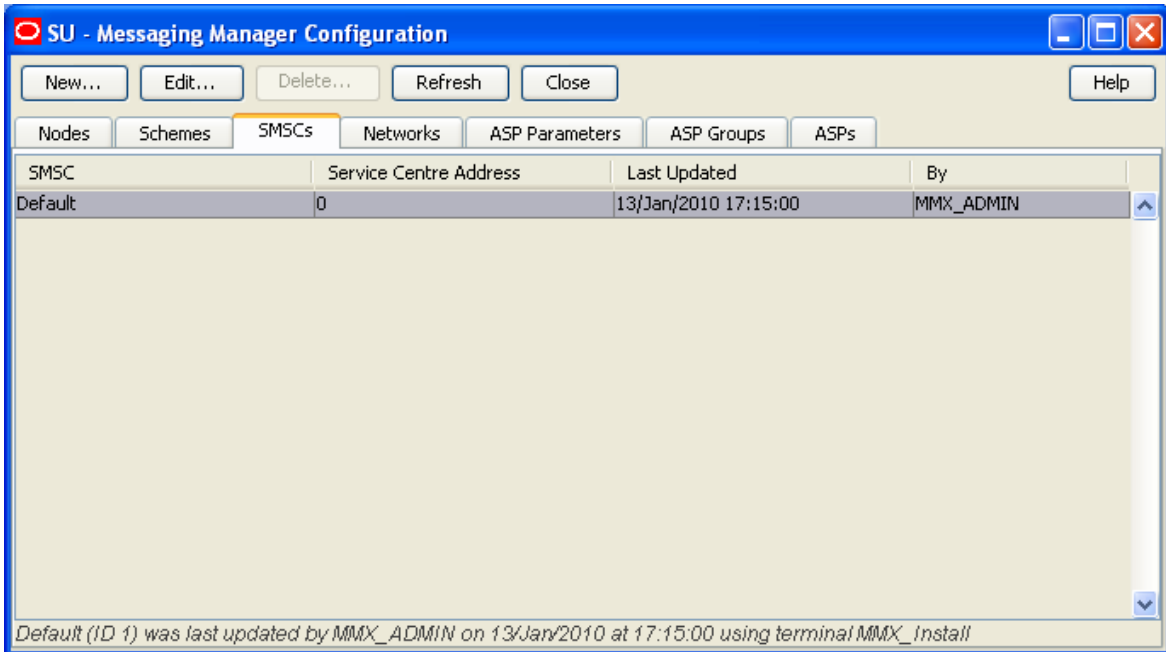 SU - Messaging Manager Configuration
New... Edit... Delete... Refresh Close Help
Nodes Schemes SMSCs Networks ASP Parameters ASP Groups ASPs
SMSC Service Centre Address Last Updated By
Default 0 13/Jan/2010 17:15:00 MMX_ADMIN
Default (ID 1) was last updated by MMX_ADMIN on 13/Jan/2010 at 17:15:00 using terminal MMX_Install